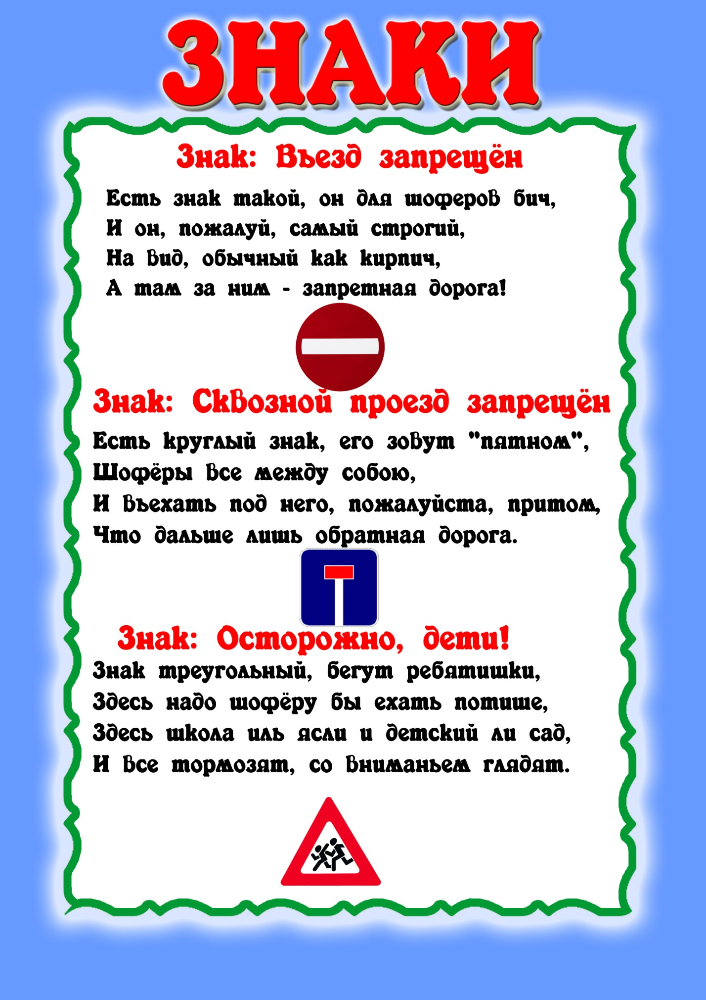 ЗНАКИ
Знак: Въезд запрещён
Есть знак такой, он для шоферов бич,
И он, пожалуй, самый строгий,
На вид, обычный как кирпич,
А там за ним - запретная дорога!
Знак: Сквозной проезд запрещён
Есть круглый знак, его зовут "пятном",
Шофёры все между собою,
И въехать под него, пожалуйста, притом,
Что дальше лишь обратная дорога.
Знак: Осторожно, дети!
Знак треугольный, бегут ребятишки,
Здесь надо шофёру бы ехать потише,
Здесь школа иль ясли и детский ли сад,
И все тормозят, со вниманьем глядят.